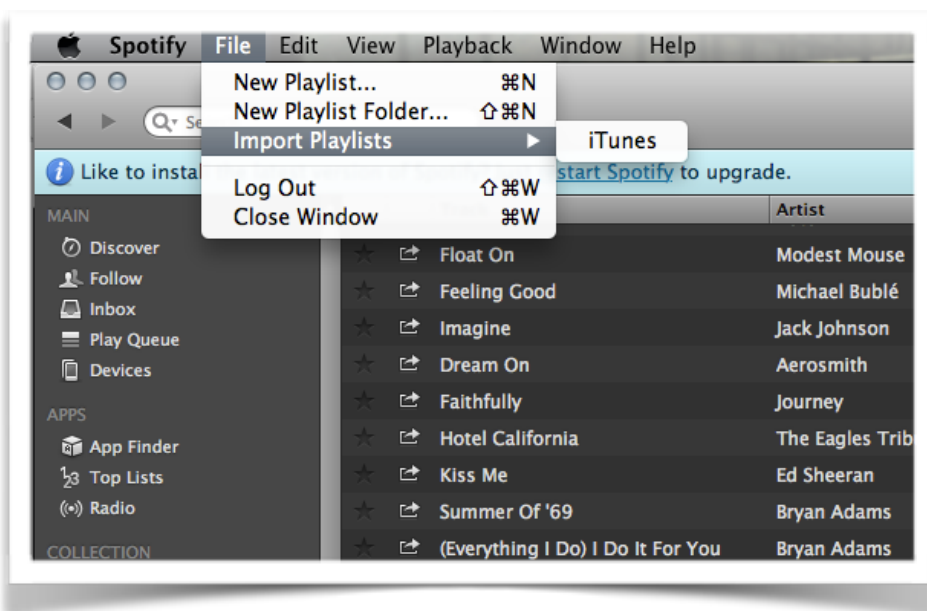 Spotify File Edit View Playback Window Help
New Playlist... ⌘N
New Playlist Folder... ⇧⌘N
Import Playlists ▶ iTunes
Like to insta start Spotify to upgrade.
Log Out ⇧⌘W
Close Window ⌘W
MAIN
Discover
Follow
Inbox
Play Queue
Devices
APPS
App Finder
Top Lists
Radio
COLLECTION
Artist
Float On Modest Mouse
Feeling Good Michael Bublé
Imagine Jack Johnson
Dream On Aerosmith
Faithfully Journey
Hotel California The Eagles Trib
Kiss Me Ed Sheeran
Summer Of '69 Bryan Adams
(Everything I Do) I Do It For You Bryan Adams